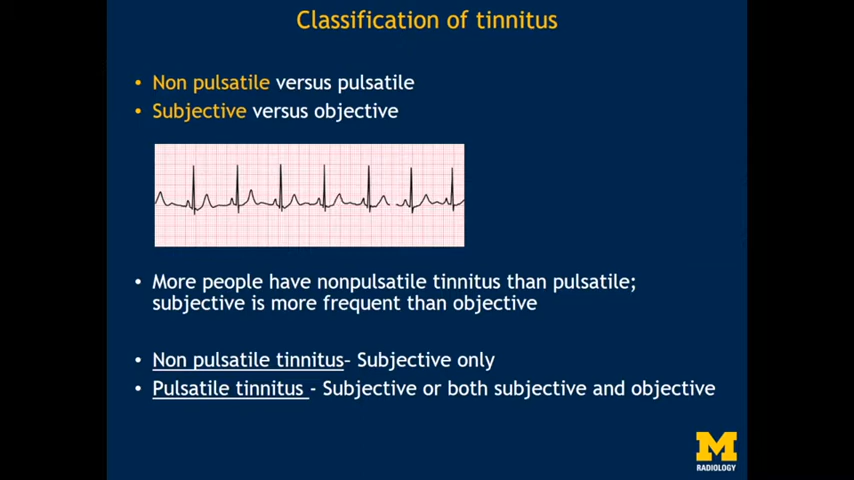 Classification of tinnitus
• Non pulsatile versus pulsatile
• Subjective versus objective
• More people have nonpulsatile tinnitus than pulsatile;
subjective is more frequent than objective
• Non pulsatile tinnitus– Subjective only
• Pulsatile tinnitus - Subjective or both subjective and objective
M
RADIOLOGY